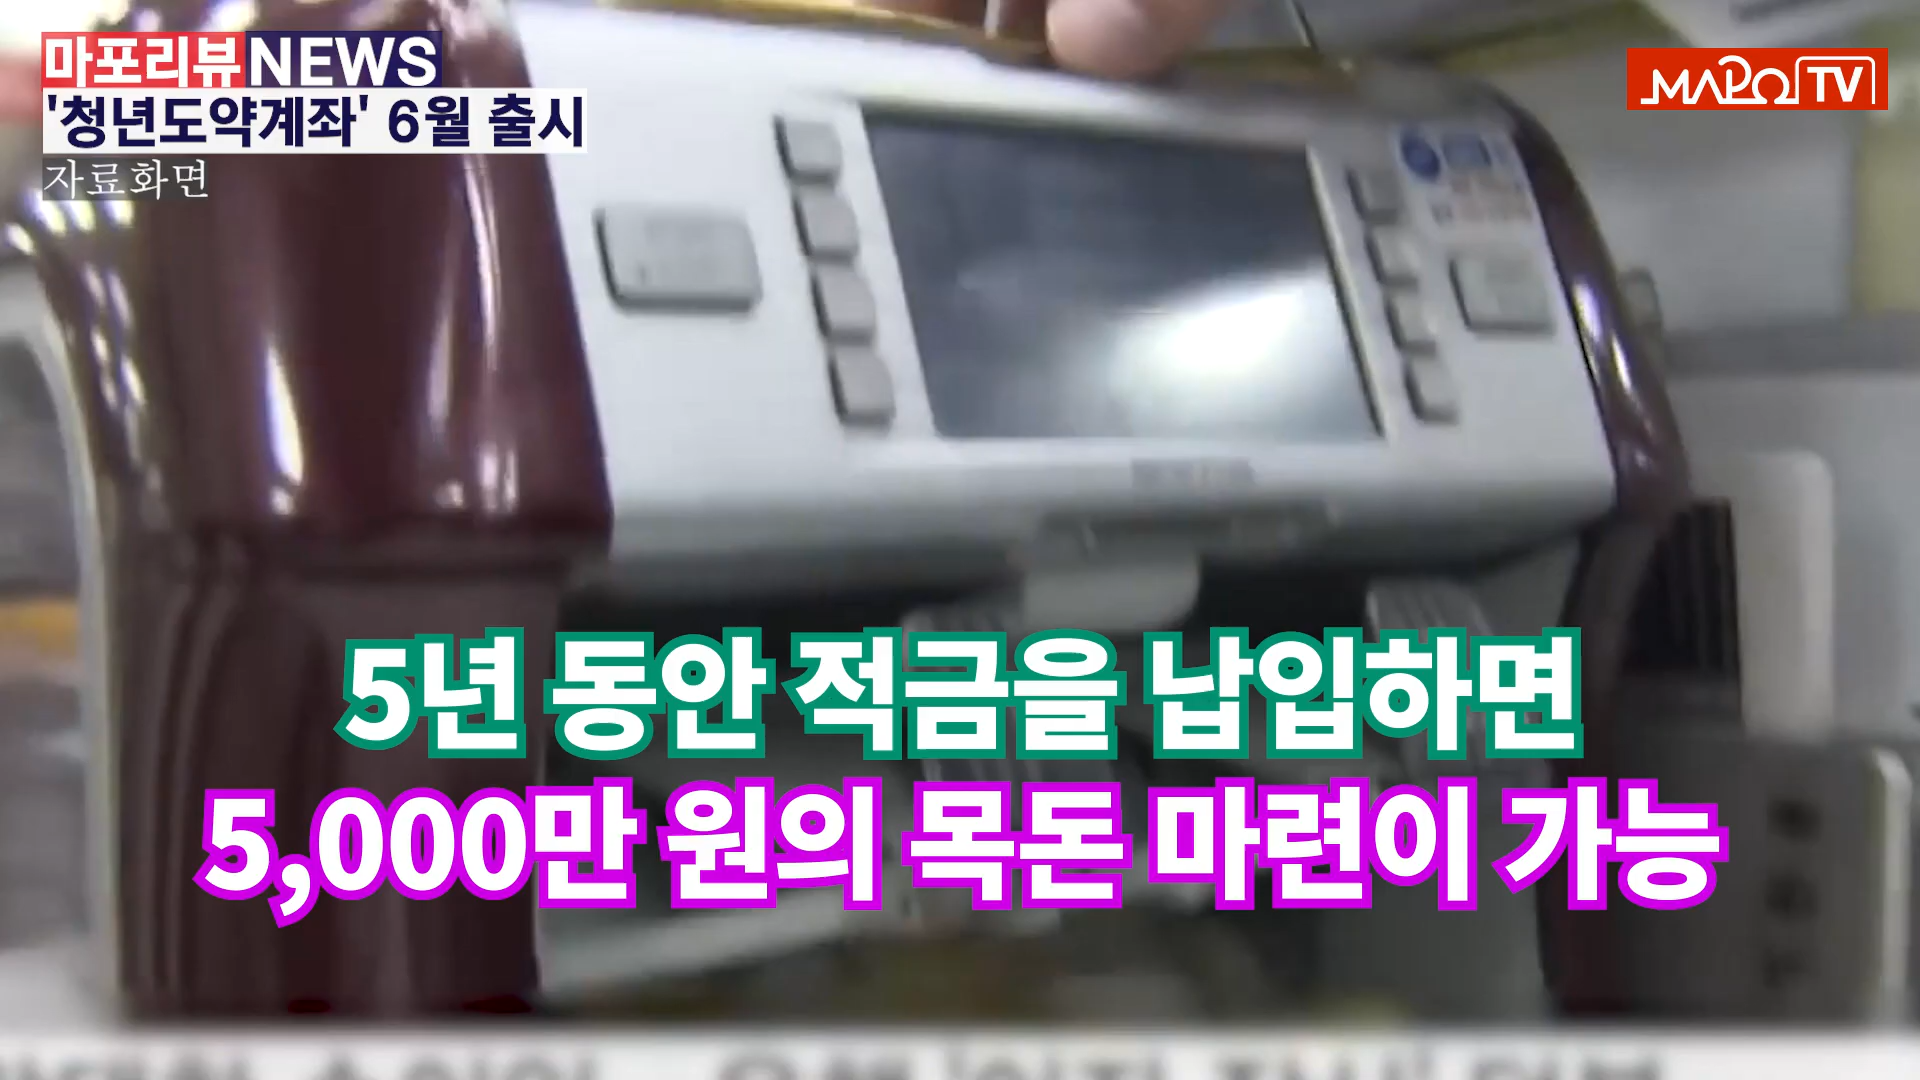 마포리뷰NEWS
MAPO TV
'청년도약계좌' 6월 출시
자료화면
5년 동안 적금을 납입하면
5,000만 원의 목돈 마련이 가능